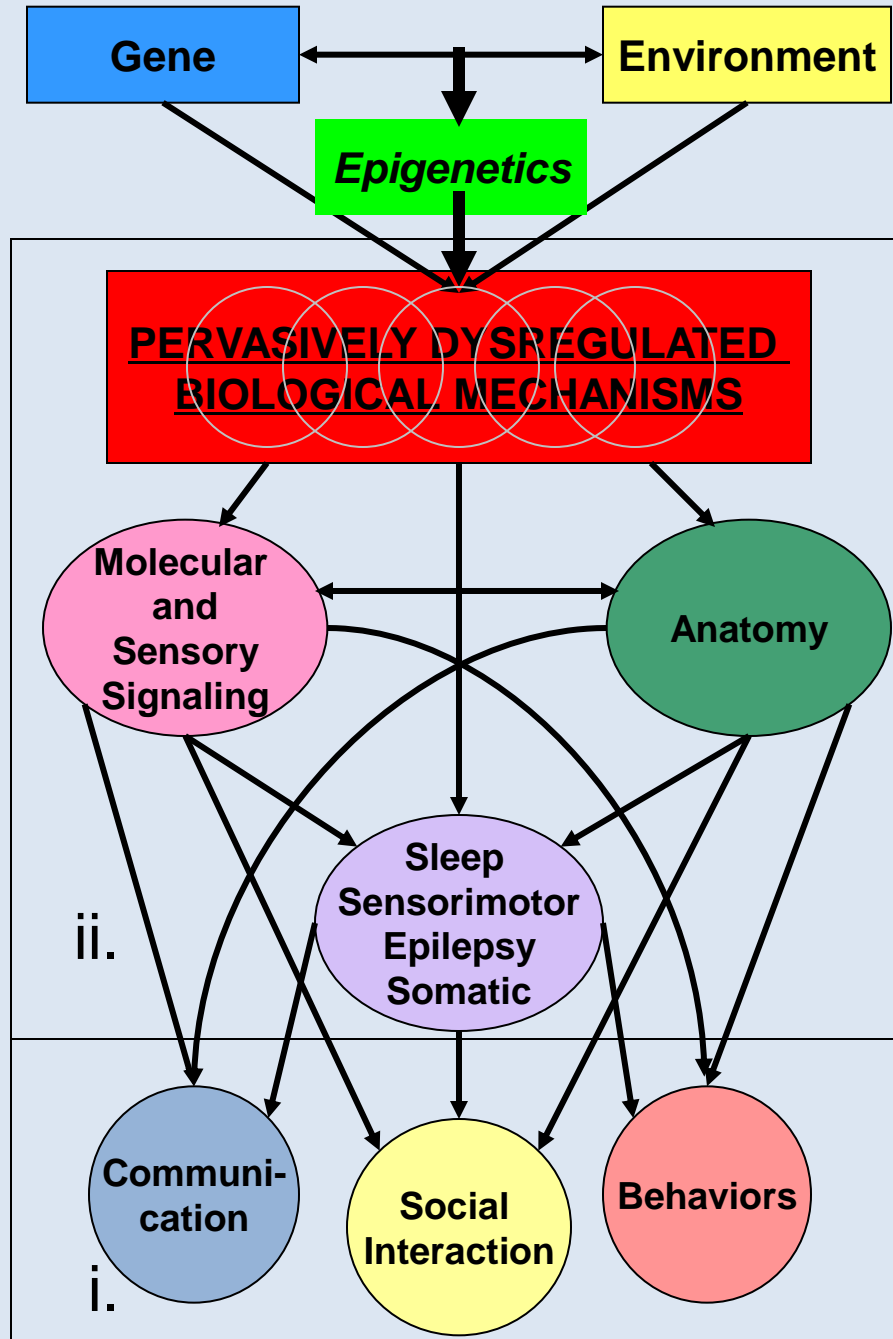 Gene
Environment
Epigenetics
PERVASIVELY DYSREGULATED
BIOLOGICAL MECHANISMS
Molecular
and
Sensory
Signaling
Anatomy
Sleep
Sensorimotor
Epilepsy
Somatic
ii.
Communi-
cation
Social
Interaction
Behaviors
i.